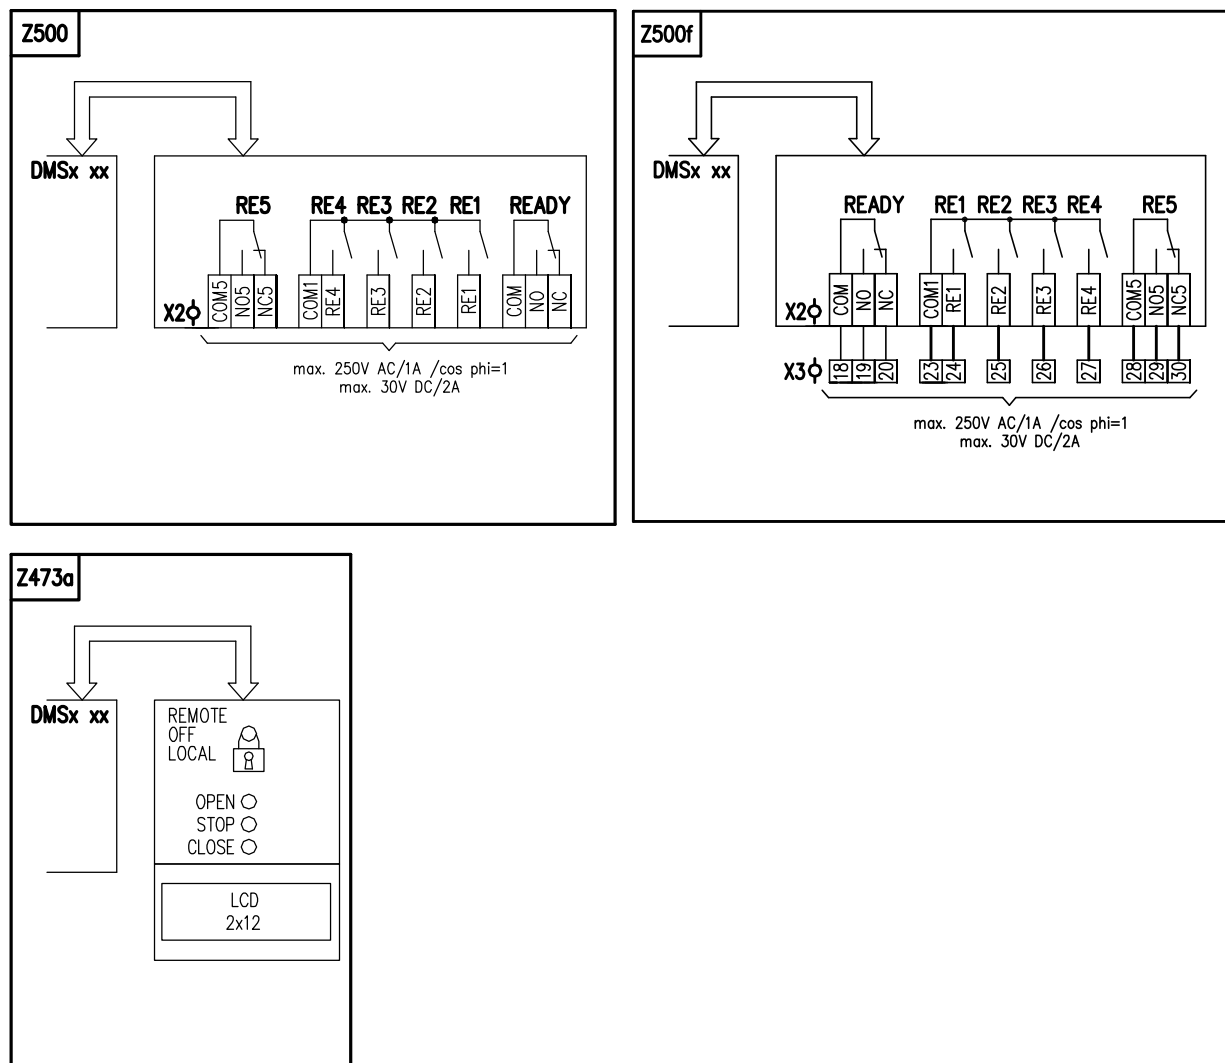 Z500
DMSx xx
RE5 RE4 RE3 RE2 RE1 READY
X2 COM5 NO5 NC5 COM1 RE4 RE3 RE2 RE1 COM NO NC
max. 250V AC/1A /cos phi=1
max. 30V DC/2A
Z500f
DMSx xx
READY RE1 RE2 RE3 RE4 RE5
X2 COM NO NC COM1 RE1 RE2 RE3 RE4 COM5 NO5 NC5
X3 18 19 20 23 24 25 26 27 28 29 30
max. 250V AC/1A /cos phi=1
max. 30V DC/2A
Z473a
DMSx xx
REMOTE
OFF
LOCAL
OPEN
STOP
CLOSE
LCD
2x12